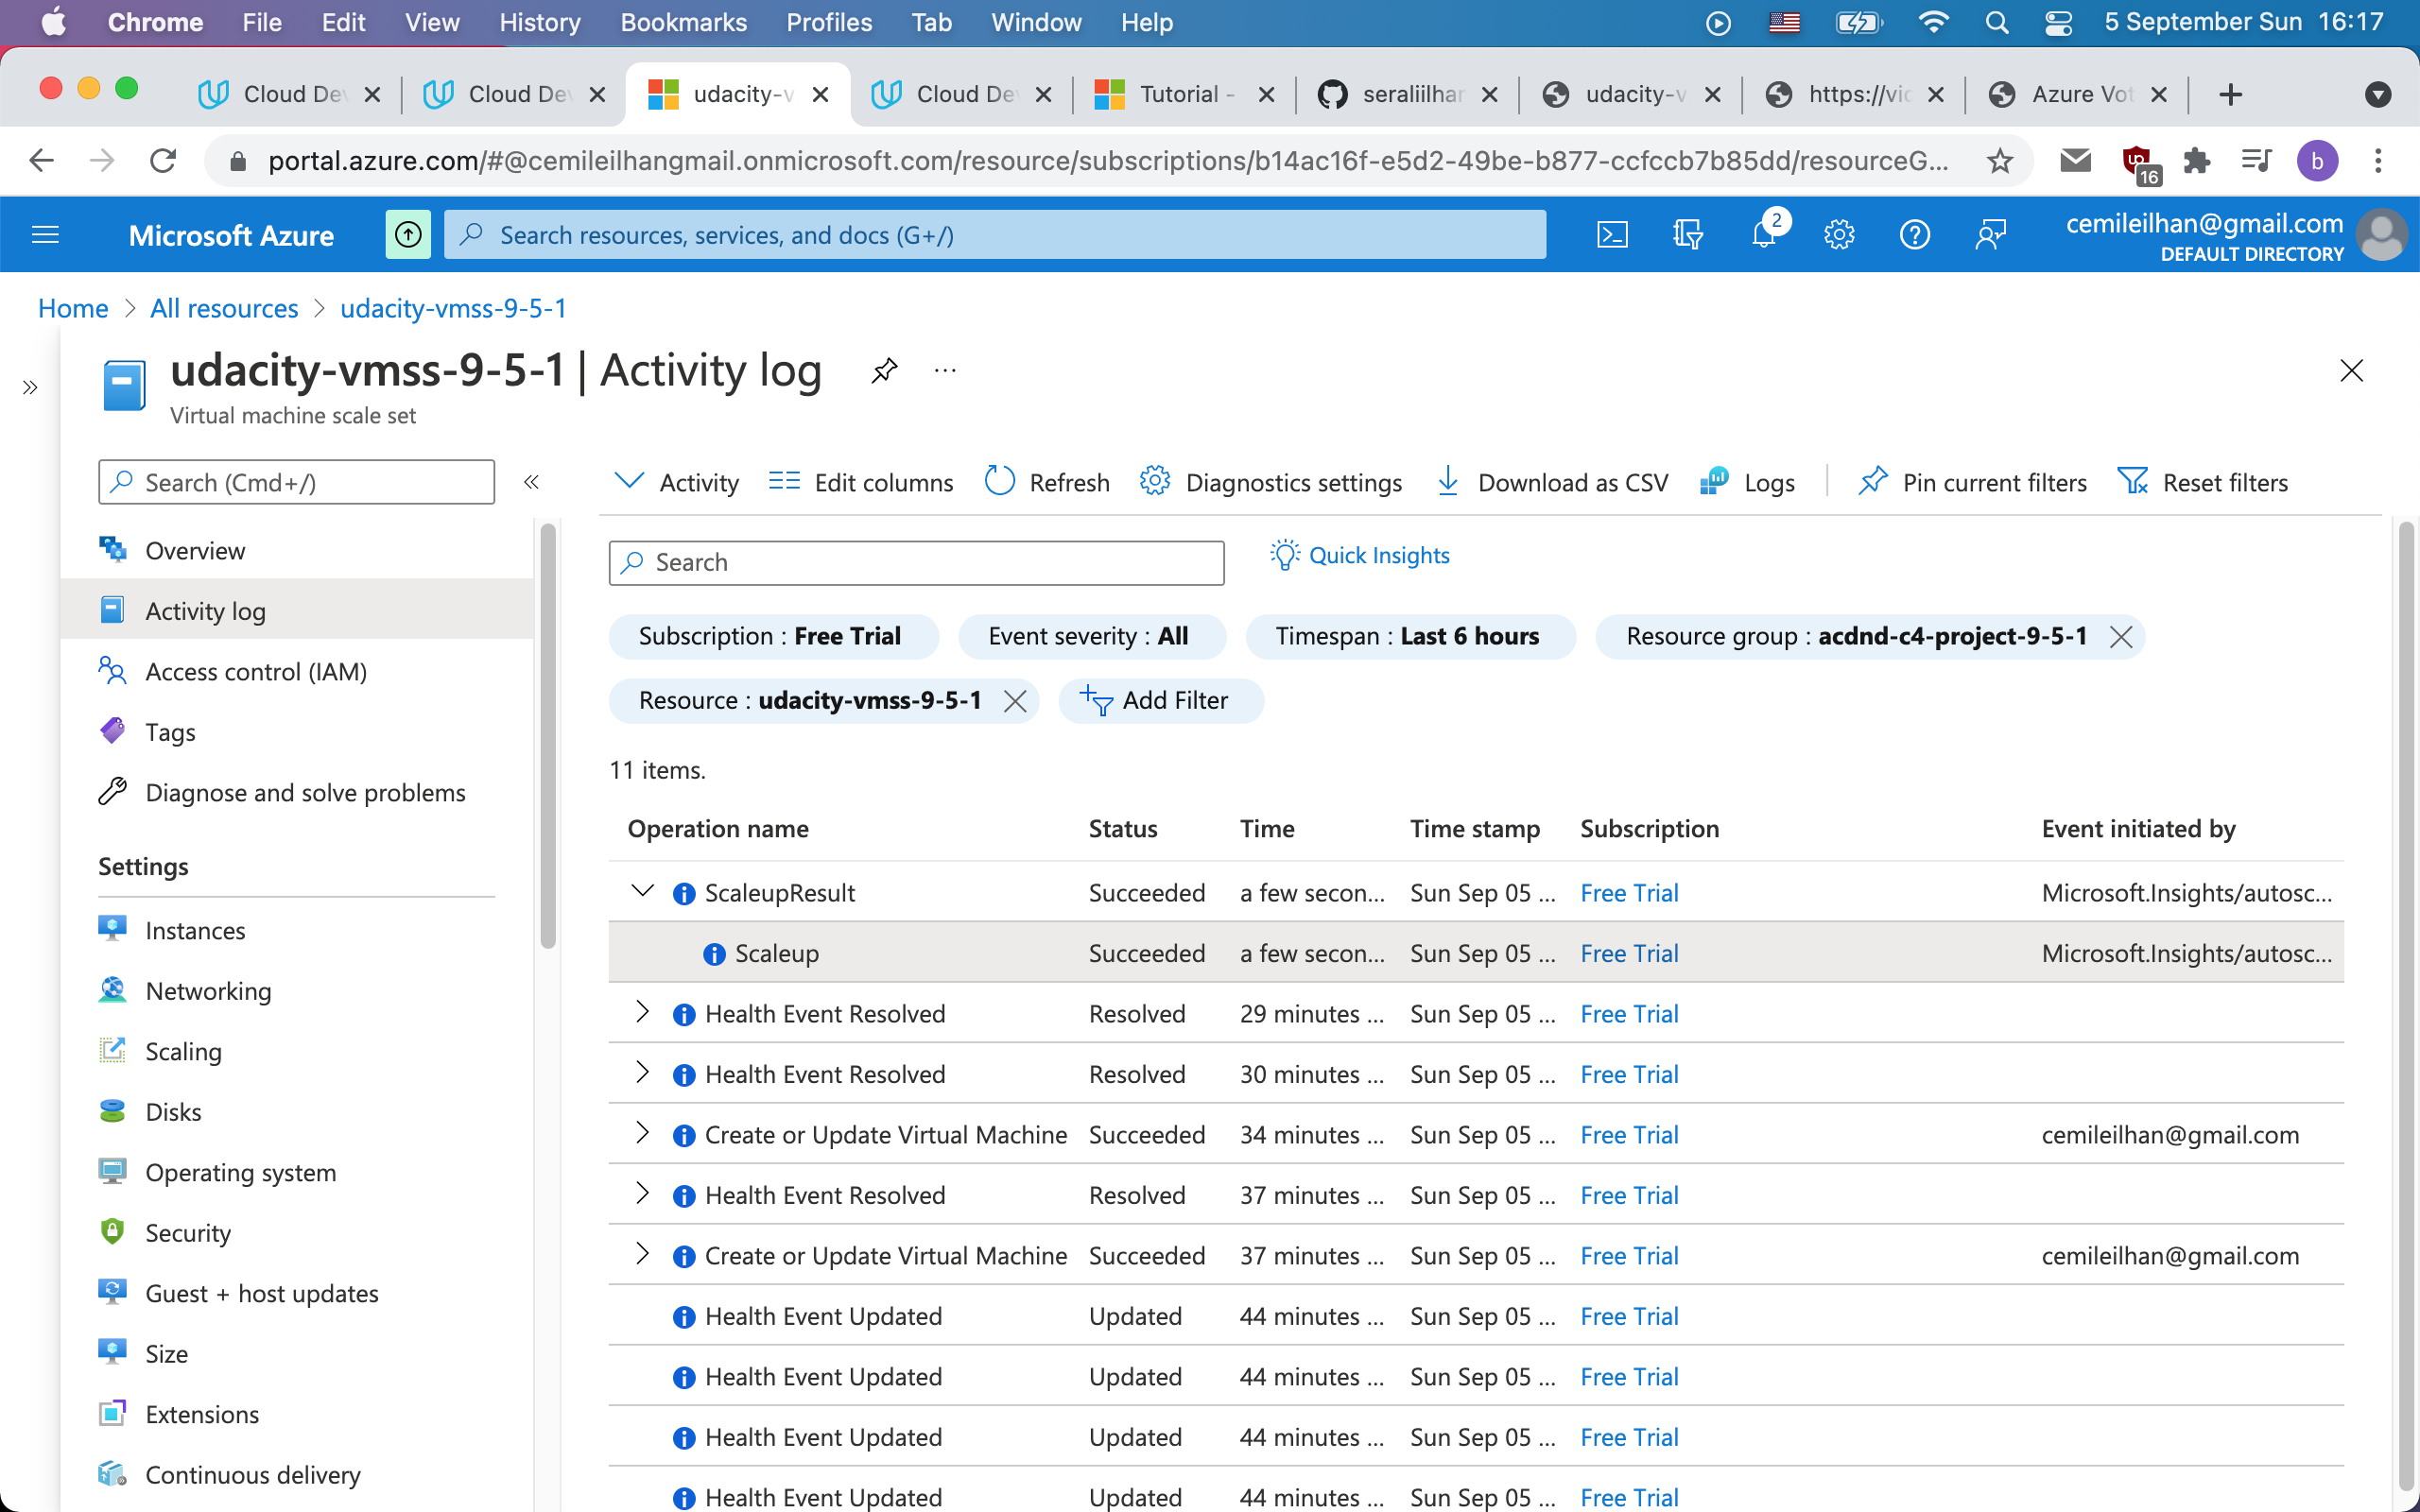 Chrome File Edit View History Bookmarks Profiles Tab Window Help 5 September Sun 16:17
Cloud Dev Cloud Dev udacity-v Cloud De Tutorial - seraliilhan udacity-v https://vic Azure Vot
portal.azure.com/#@cemileilhangmail.onmicrosoft.com/resource/subscriptions/b14ac16f-e5d2-49be-b877-ccfccb7b85dd/resourceG... 16 b
Microsoft Azure Search resources, services, and docs (G+/) 2 cemileilhan@gmail.com
DEFAULT DIRECTORY
Home > All resources > udacity-vmss-9-5-1
udacity-vmss-9-5-1 | Activity log ...
Virtual machine scale set
Search (Cmd+/)
Overview
Activity log
Access control (IAM)
Tags
Diagnose and solve problems
Settings
Instances
Networking
Scaling
Disks
Operating system
Security
Guest + host updates
Size
Extensions
Continuous delivery
Activity Edit columns Refresh Diagnostics settings Download as CSV Logs Pin current filters Reset filters
Search Quick Insights
Subscription : Free Trial Event severity : All Timespan : Last 6 hours Resource group : acdnd-c4-project-9-5-1
Resource : udacity-vmss-9-5-1 Add Filter
11 items.
Operation name Status Time Time stamp Subscription Event initiated by
ScaleupResult Succeeded a few secon... Sun Sep 05 ... Free Trial Microsoft.Insights/autosc...
Scaleup Succeeded a few secon... Sun Sep 05 ... Free Trial Microsoft.Insights/autosc...
Health Event Resolved Resolved 29 minutes ... Sun Sep 05 ... Free Trial
Health Event Resolved Resolved 30 minutes ... Sun Sep 05 ... Free Trial
Create or Update Virtual Machine Succeeded 34 minutes ... Sun Sep 05 ... Free Trial cemileilhan@gmail.com
Health Event Resolved Resolved 37 minutes ... Sun Sep 05 ... Free Trial
Create or Update Virtual Machine Succeeded 37 minutes ... Sun Sep 05 ... Free Trial cemileilhan@gmail.com
Health Event Updated Updated 44 minutes ... Sun Sep 05 ... Free Trial
Health Event Updated Updated 44 minutes ... Sun Sep 05 ... Free Trial
Health Event Updated Updated 44 minutes ... Sun Sep 05 ... Free Trial
Health Event Updated Updated 44 minutes ... Sun Sep 05 ... Free Trial